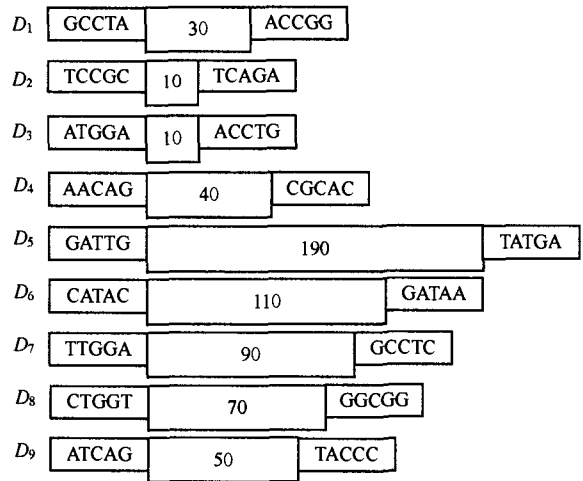 D1 GCCTA 30 ACCGG
D2 TCCGC 10 TCAGA
D3 ATGGA 10 ACCTG
D4 AACAG 40 CGCAC
D5 GATTG 190 TATGA
D6 CATAC 110 GATAA
D7 TTGGA 90 GCCTC
D8 CTGGT 70 GGCGG
D9 ATCAG 50 TACCC